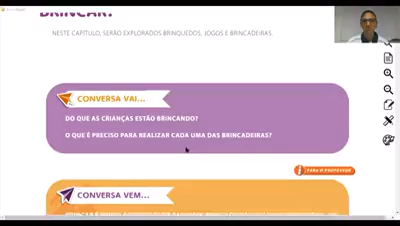 BRINCAR?
NESTE CAPÍTULO, SERÃO EXPLORADOS BRINQUEDOS, JOGOS E BRINCADEIRAS.
CONVERSA VAI...
DO QUE AS CRIANÇAS ESTÃO BRINCANDO?
O QUE É PRECISO PARA REALIZAR CADA UMA DAS BRINCADEIRAS?
PARA O PROFESSOR
CONVERSA VEM...